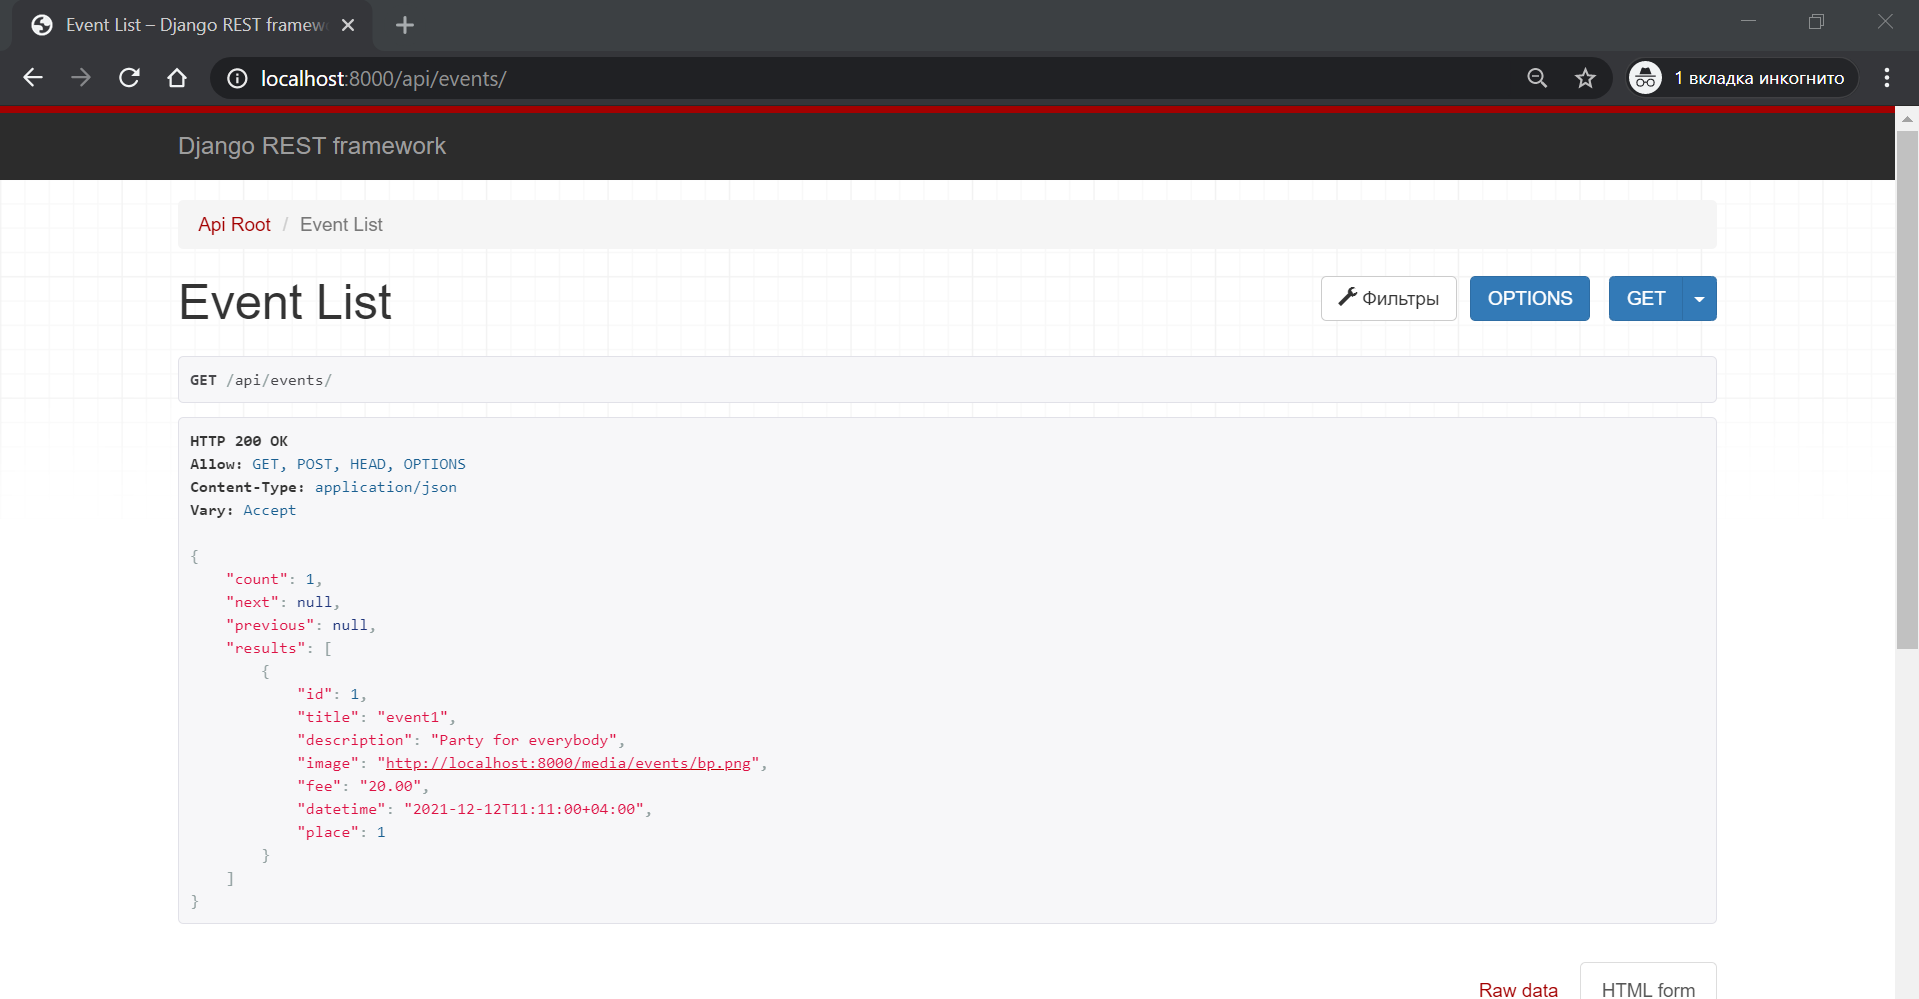 Event List – Django REST framew
localhost:8000/api/events/
1 вкладка инкогнито
Django REST framework
Api Root / Event List
Event List
Фильтры
OPTIONS
GET
GET /api/events/
HTTP 200 OK
Allow: GET, POST, HEAD, OPTIONS
Content-Type: application/json
Vary: Accept
{
    "count": 1,
    "next": null,
    "previous": null,
    "results": [
        {
            "id": 1,
            "title": "event1",
            "description": "Party for everybody",
            "image": "http://localhost:8000/media/events/bp.png",
            "fee": "20.00",
            "datetime": "2021-12-12T11:11:00+04:00",
            "place": 1
        }
    ]
}
Raw data
HTML form